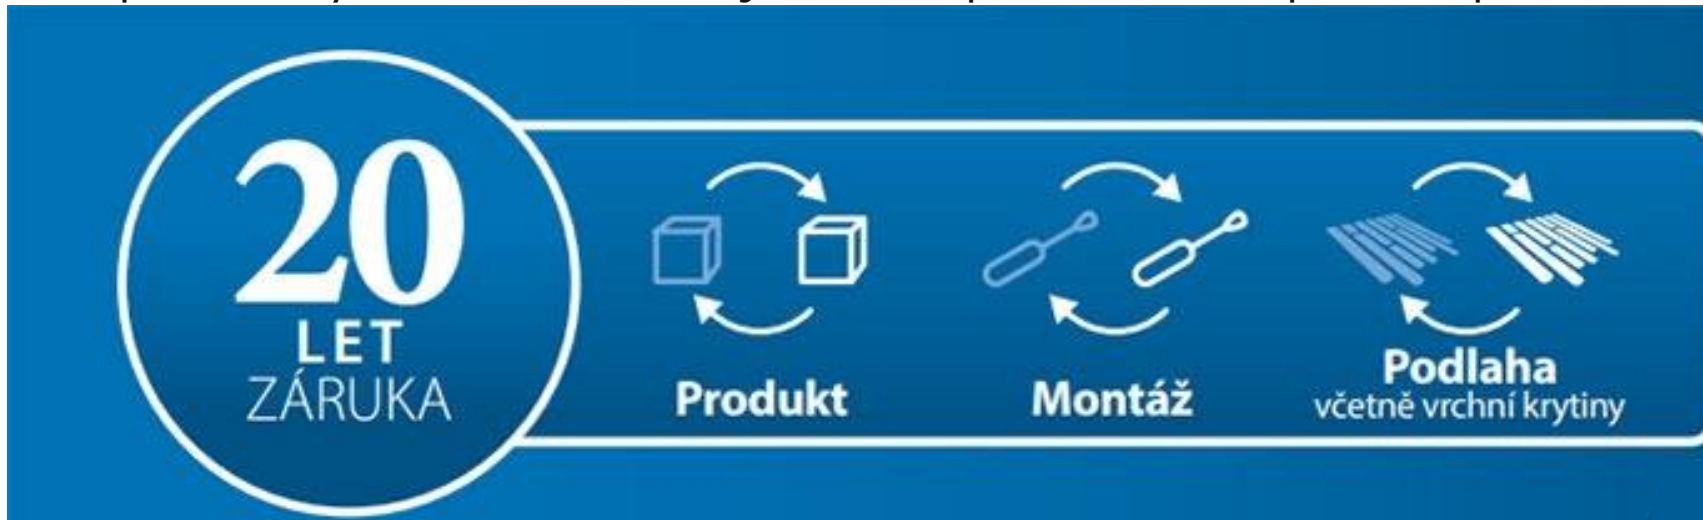 20
LET
ZÁRUKA
Produkt
Montáž
Podlaha
včetně vrchní krytiny